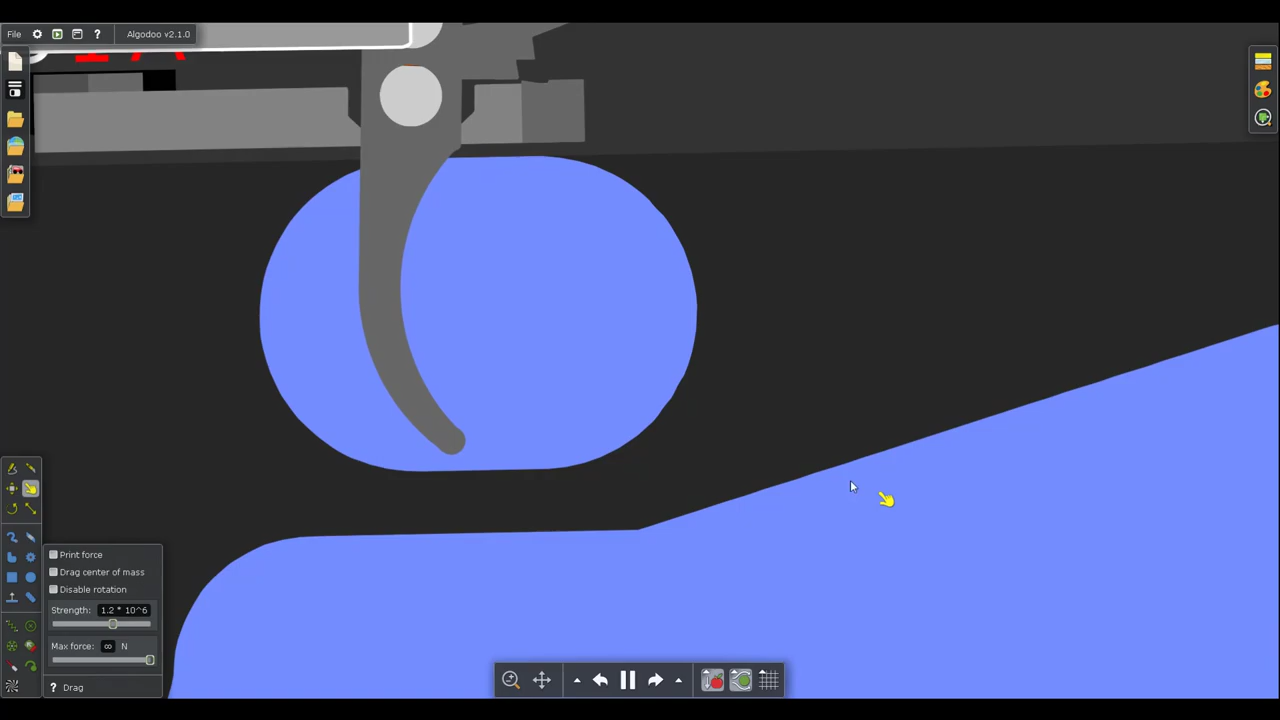 File
?
Algodoo v2.1.0
Print force
Drag center of mass
Disable rotation
Strength: 1.2 * 10^6
Max force: ∞ N
? Drag